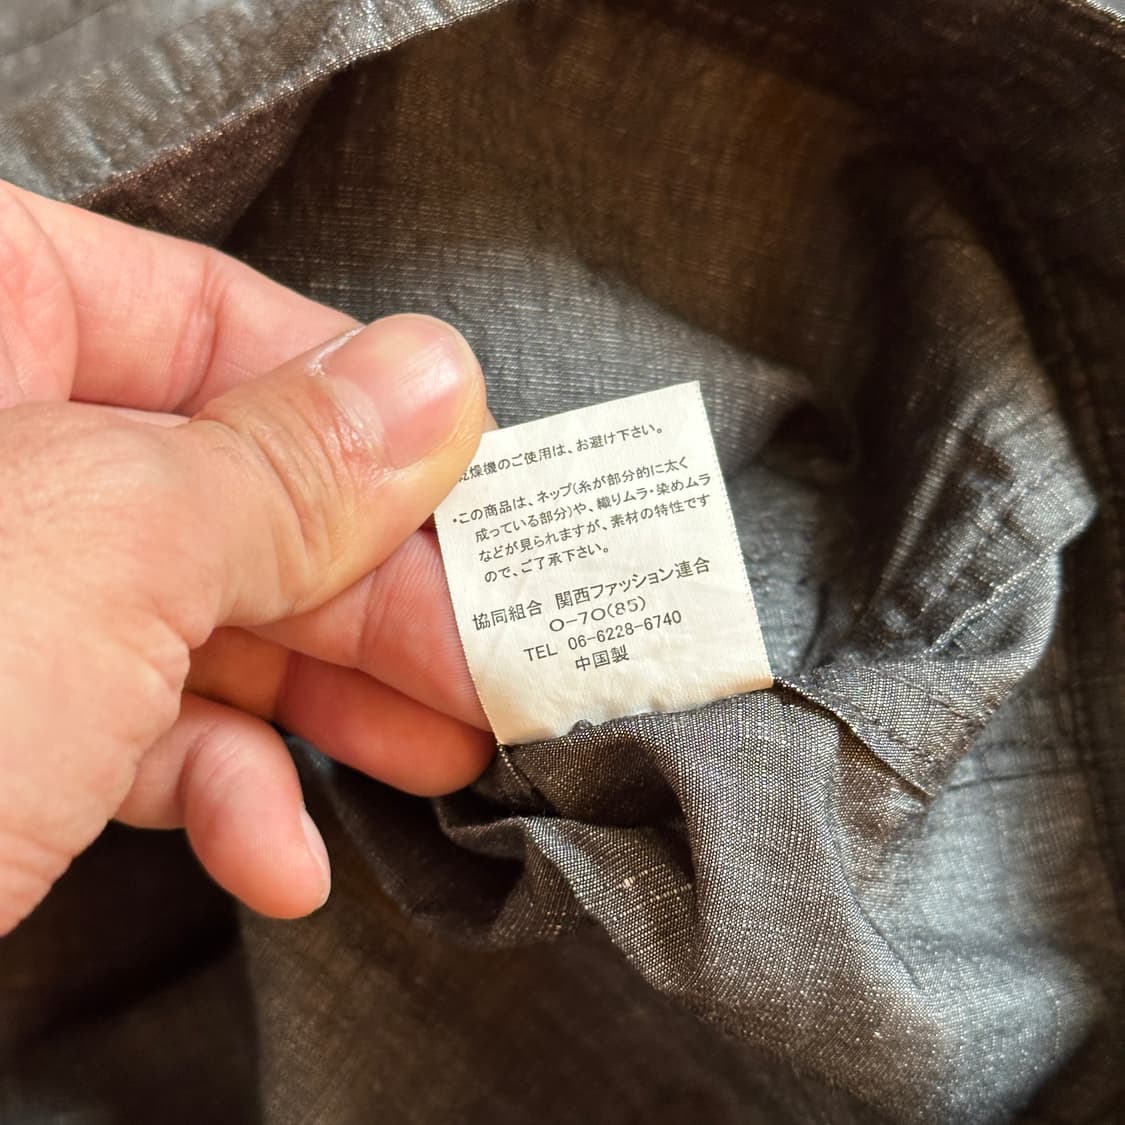 燥機のご使用は、お避け下さい。
・この商品は、ネップ(糸が部分的に太く
成っている部分)や、織りムラ・染めムラ
などが見られますが、素材の特性です
ので、ご了承下さい。
協同組合 関西ファッション連合
O-70(85)
TEL 06-6228-6740
中国製